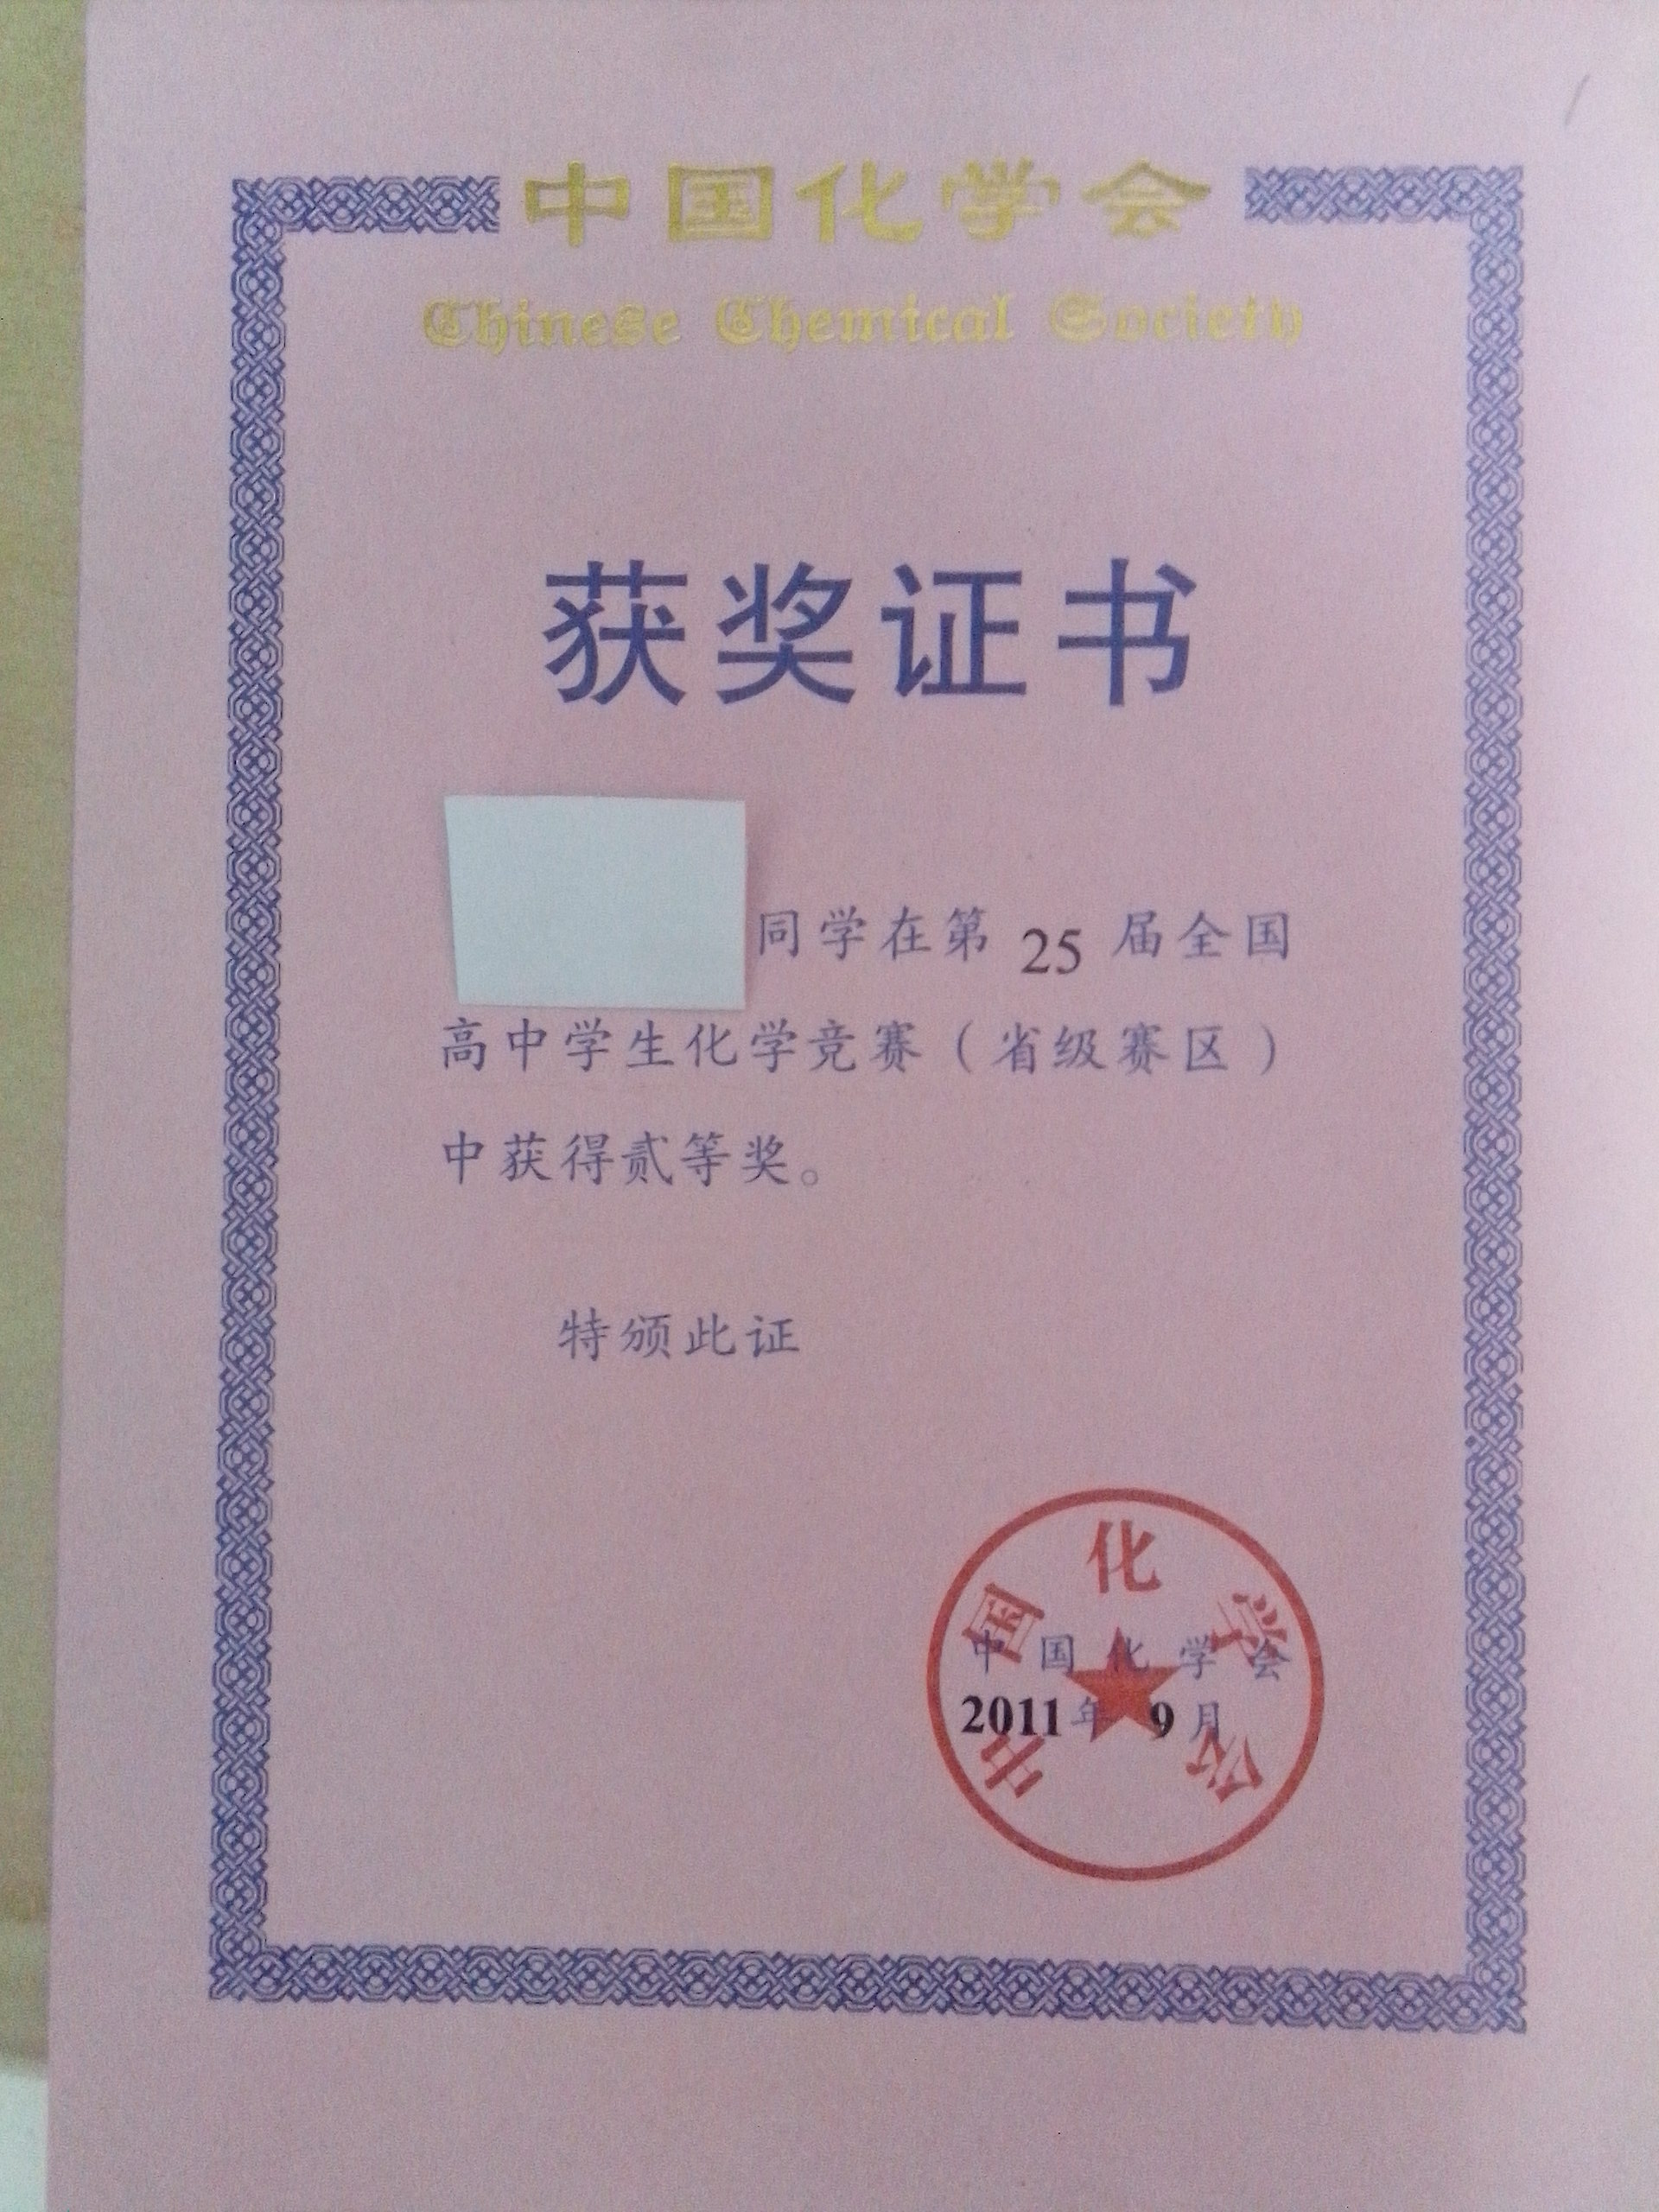 中国化学会
Chinese Chemical Society
获奖证书
同学在第 25 届全国
高中学生化学竞赛（省级赛区）
中获得贰等奖。
特颁此证
中国化学会
中国化学会
2011年 9月